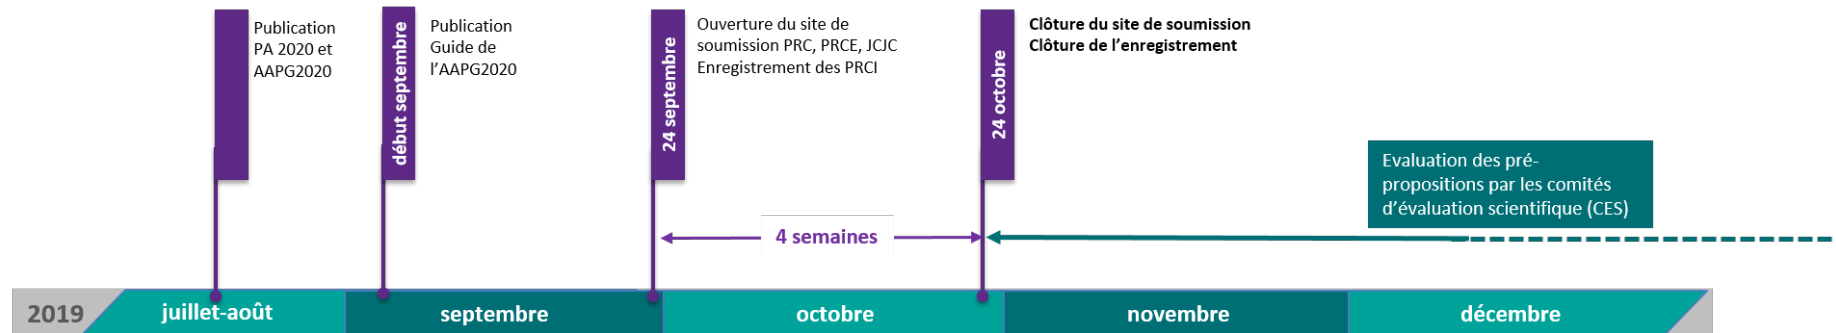 Publication
PA 2020 et
AAPG2020
début septembre
Publication
Guide de
l’AAPG2020
24 septembre
Ouverture du site de
soumission PRC, PRCE, JCJC
Enregistrement des PRCI
24 octobre
Clôture du site de soumission
Clôture de l’enregistrement
Evaluation des pré-
propositions par les comités
d’évaluation scientifique (CES)
4 semaines
2019
juillet-août
septembre
octobre
novembre
décembre